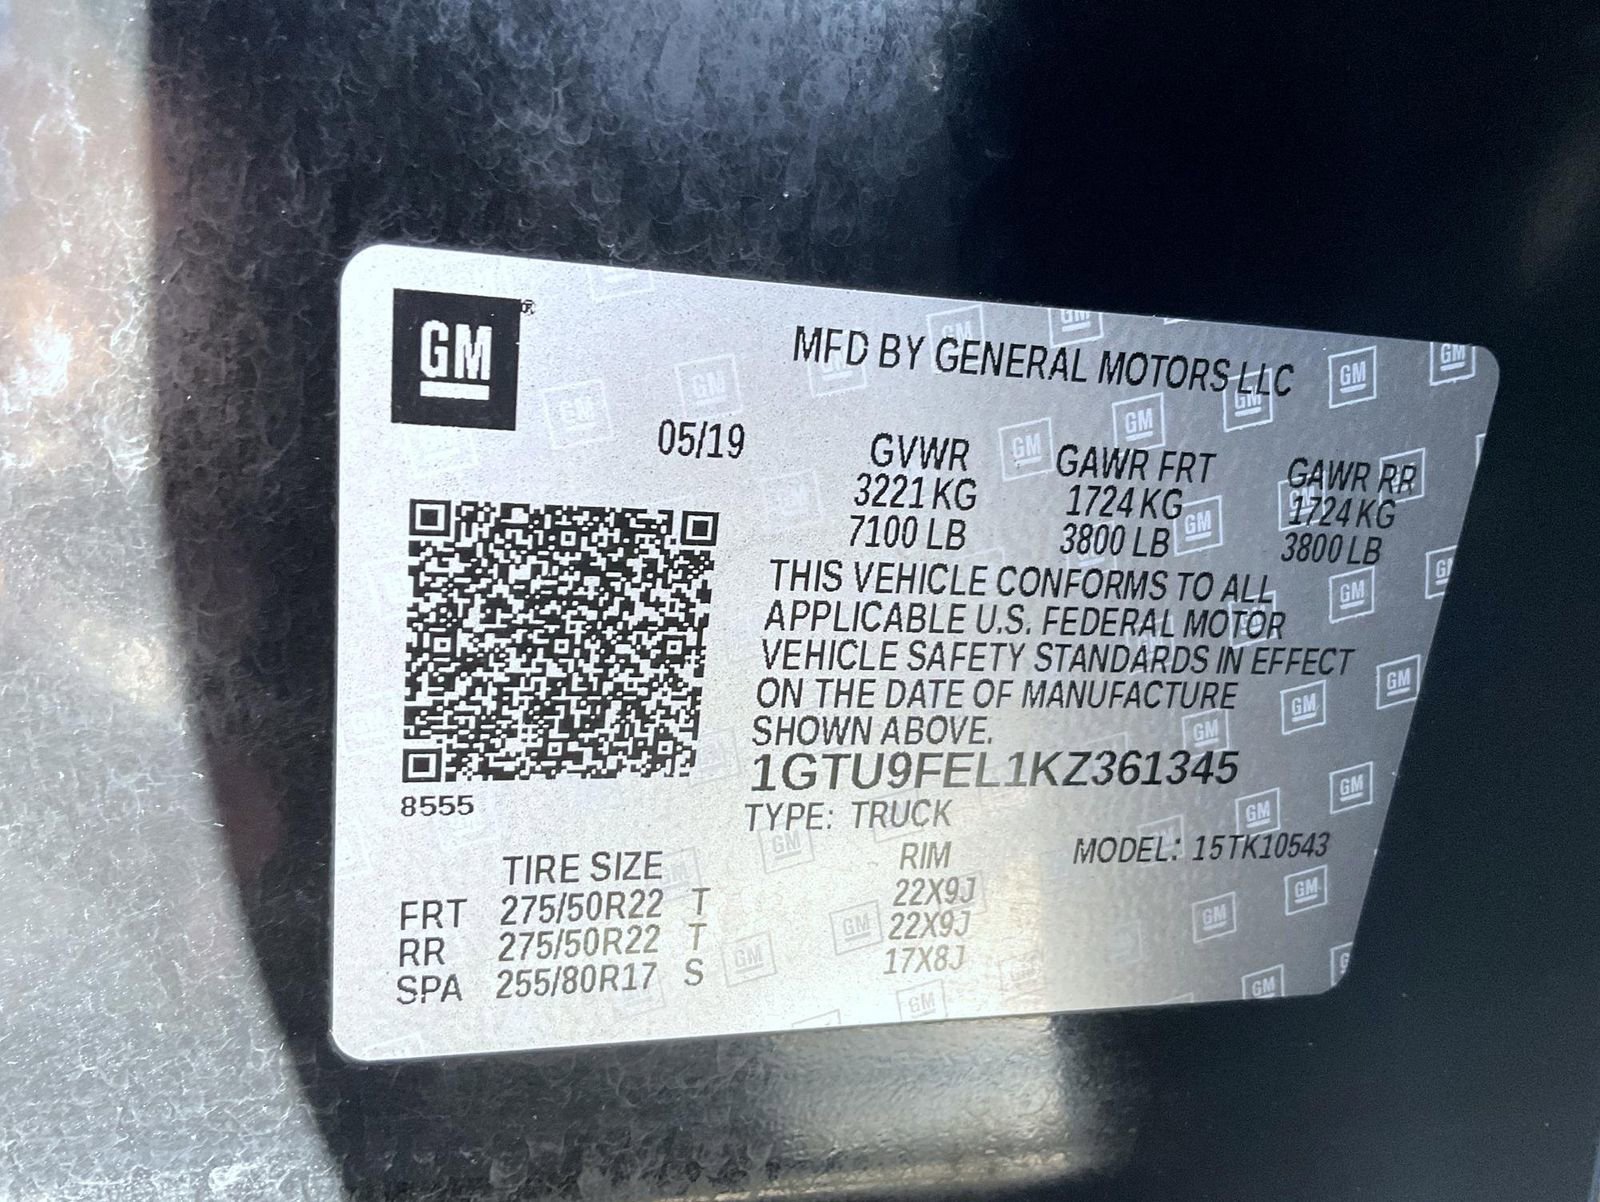 GM
MFD BY GENERAL MOTORS LLC
05/19
GVWR GAWR FRT GAWR RR
3221 KG 1724 KG 1724 KG
7100 LB 3800 LB 3800 LB
THIS VEHICLE CONFORMS TO ALL
APPLICABLE U.S. FEDERAL MOTOR
VEHICLE SAFETY STANDARDS IN EFFECT
ON THE DATE OF MANUFACTURE
SHOWN ABOVE.
1GTU9FEL1KZ361345
8555
TYPE: TRUCK
MODEL: 15TK10543
TIRE SIZE RIM
FRT 275/50R22 T 22X9J
RR 275/50R22 T 22X9J
SPA 255/80R17 S 17X8J